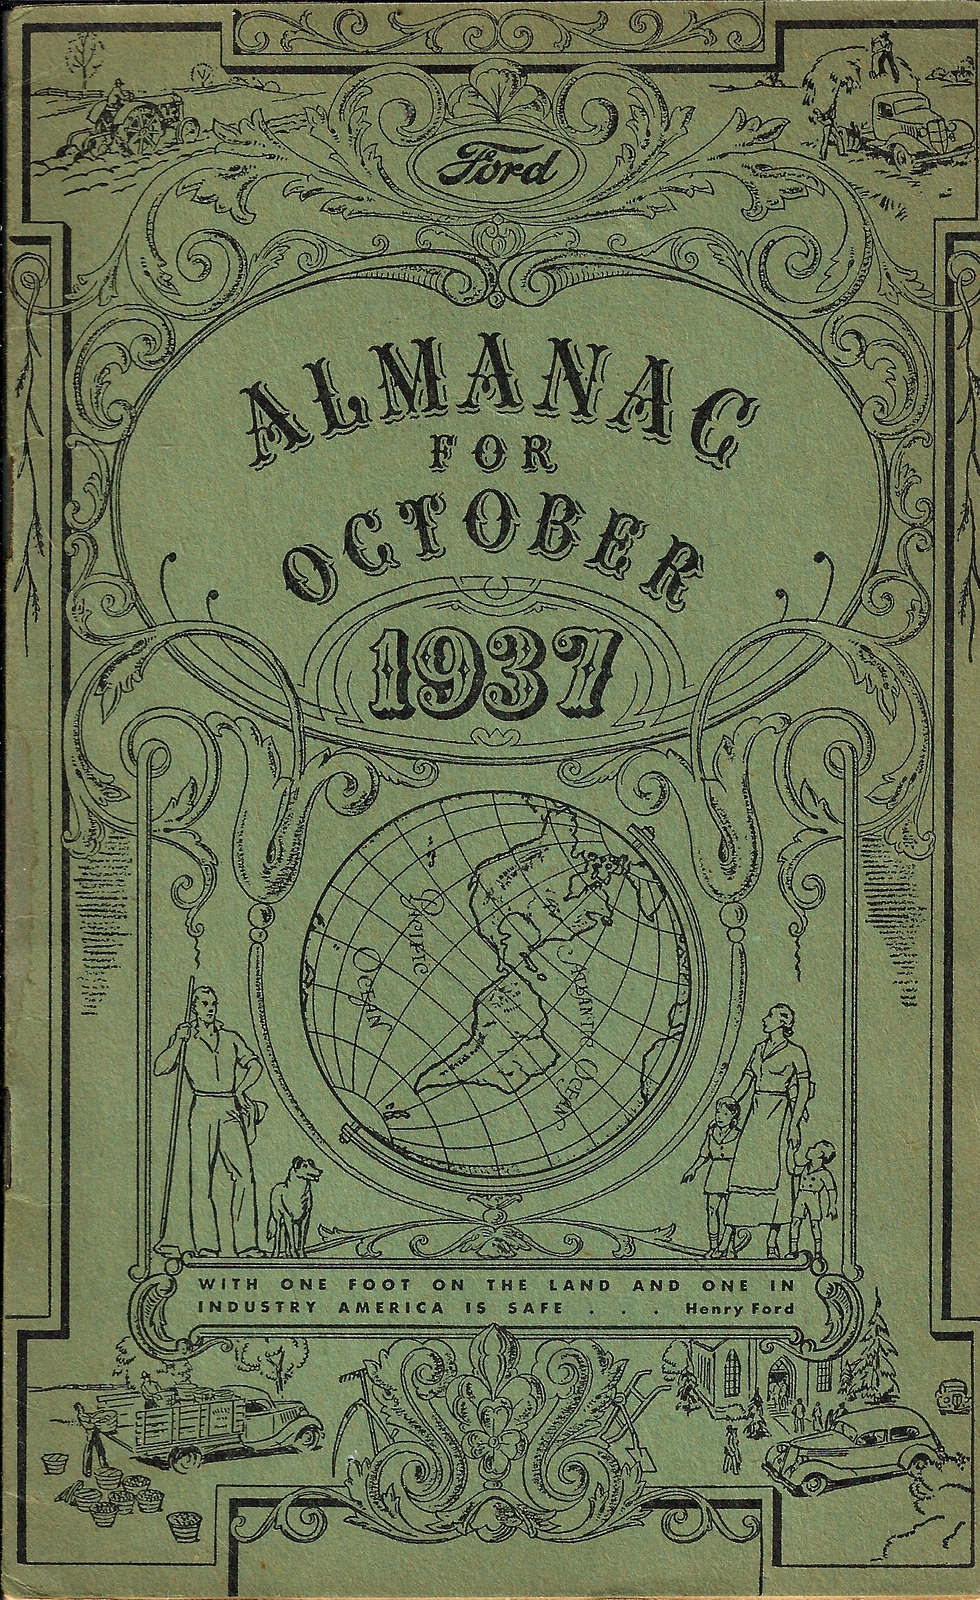 Ford
ALMANAC
FOR
OCTOBER
1937
PACIFIC
OCEAN
ATLANTIC OCEAN
WITH ONE FOOT ON THE LAND AND ONE IN
INDUSTRY AMERICA IS SAFE . . . Henry Ford